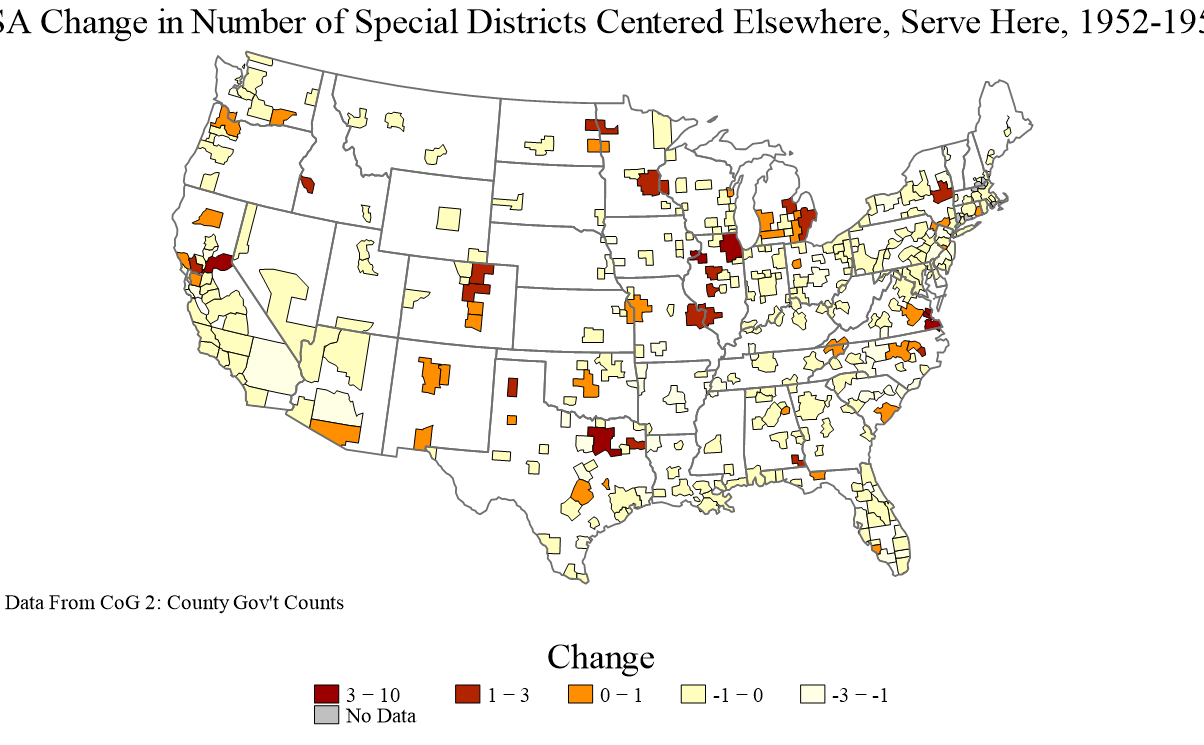 SA Change in Number of Special Districts Centered Elsewhere, Serve Here, 1952-195
Data From CoG 2: County Gov't Counts
Change
3 − 10
1 − 3
0 − 1
-1 − 0
-3 − -1
No Data